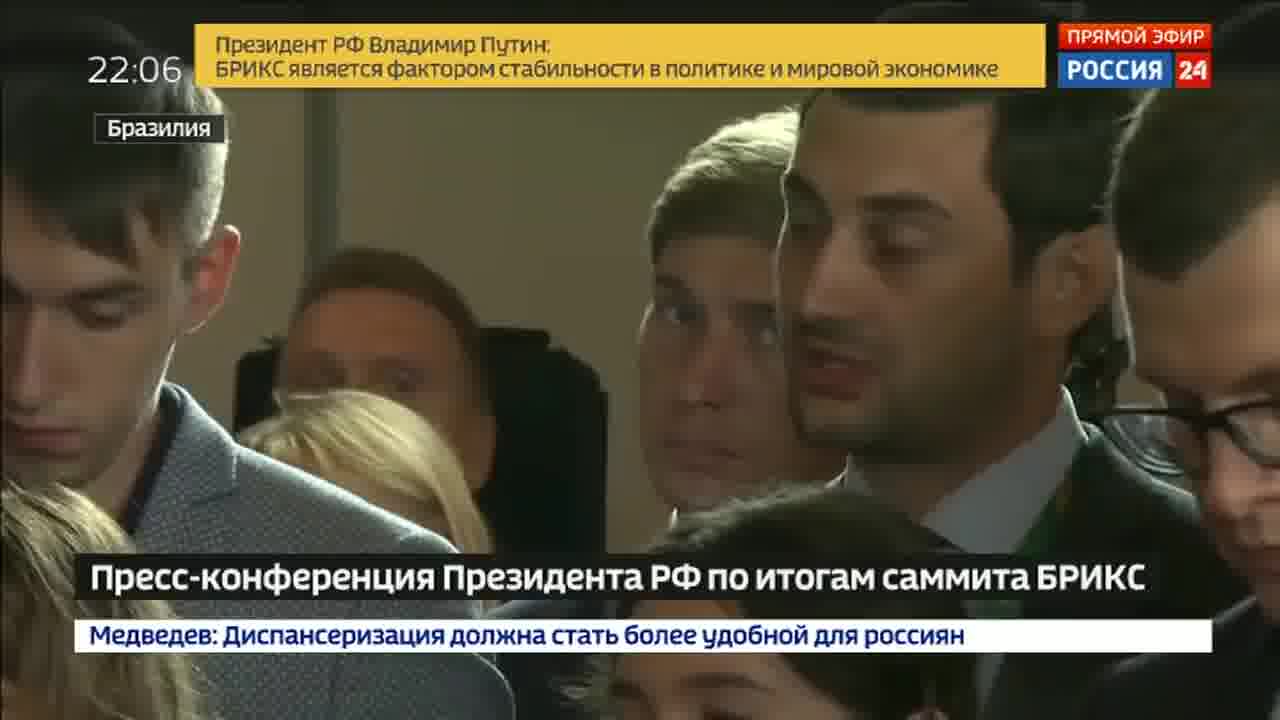 22:06
Президент РФ Владимир Путин:
БРИКС является фактором стабильности в политике и мировой экономике
ПРЯМОЙ ЭФИР
РОССИЯ 24
Бразилия
Пресс-конференция Президента РФ по итогам саммита БРИКС
Медведев: Диспансеризация должна стать более удобной для россиян